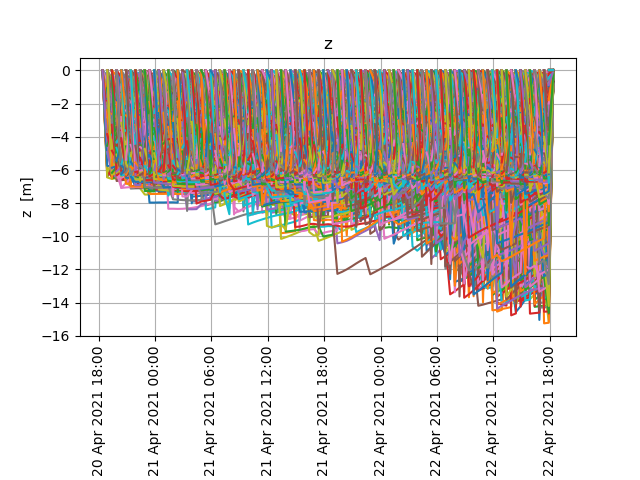 z
0
−2
−4
−6
−8
−10
−12
−14
−16
z [m]
20 Apr 2021 18:00
21 Apr 2021 00:00
21 Apr 2021 06:00
21 Apr 2021 12:00
21 Apr 2021 18:00
22 Apr 2021 00:00
22 Apr 2021 06:00
22 Apr 2021 12:00
22 Apr 2021 18:00